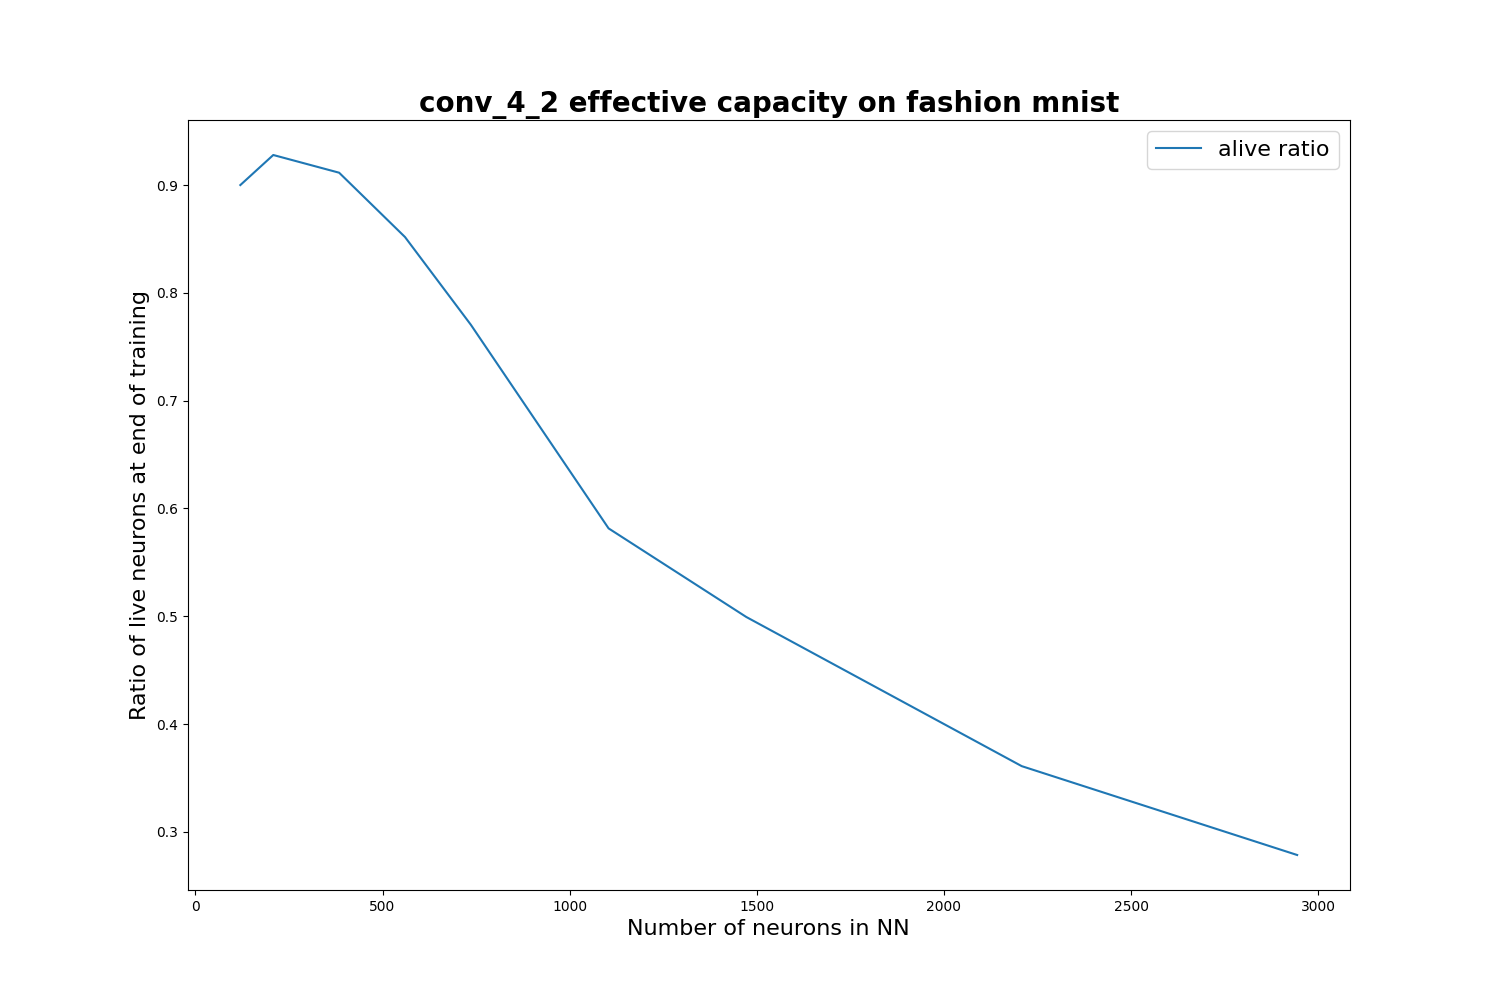 conv_4_2 effective capacity on fashion mnist
alive ratio
Ratio of live neurons at end of training
0.9
0.8
0.7
0.6
0.5
0.4
0.3
0 500 1000 1500 2000 2500 3000
Number of neurons in NN